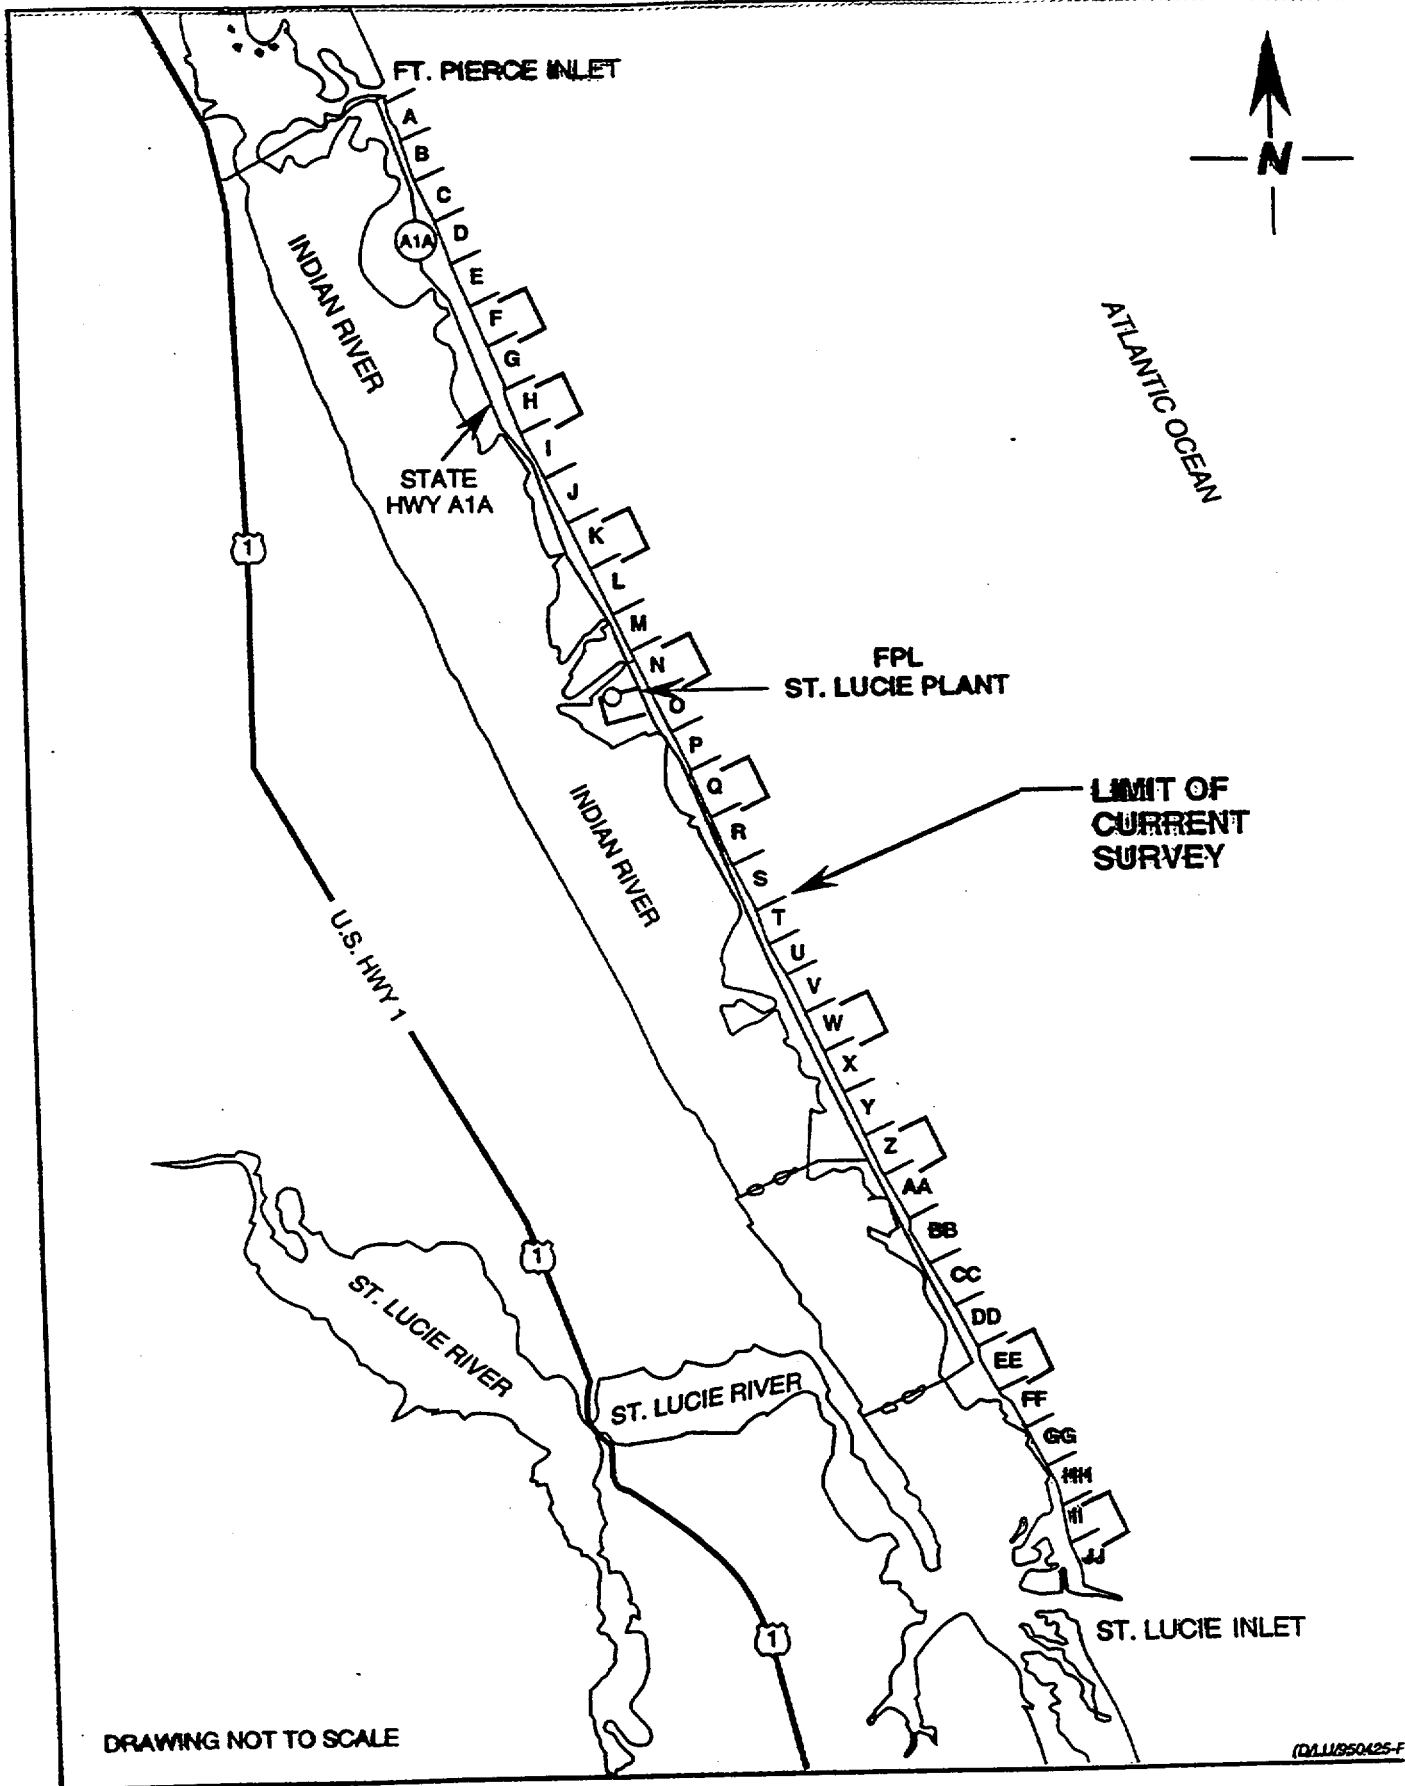 FT. PIERCE INLET
A
B
C
D
E
F
G
H
I
J
K
L
M
N
O
P
Q
R
S
T
U
V
W
X
Y
Z
AA
BB
CC
DD
EE
FF
GG
HH
II
JJ
N
A1A
INDIAN RIVER
ATLANTIC OCEAN
STATE
HWY A1A
1
FPL
ST. LUCIE PLANT
LIMIT OF
CURRENT
SURVEY
INDIAN RIVER
U.S. HWY 1
1
ST. LUCIE RIVER
ST. LUCIE RIVER
1
ST. LUCIE INLET
DRAWING NOT TO SCALE